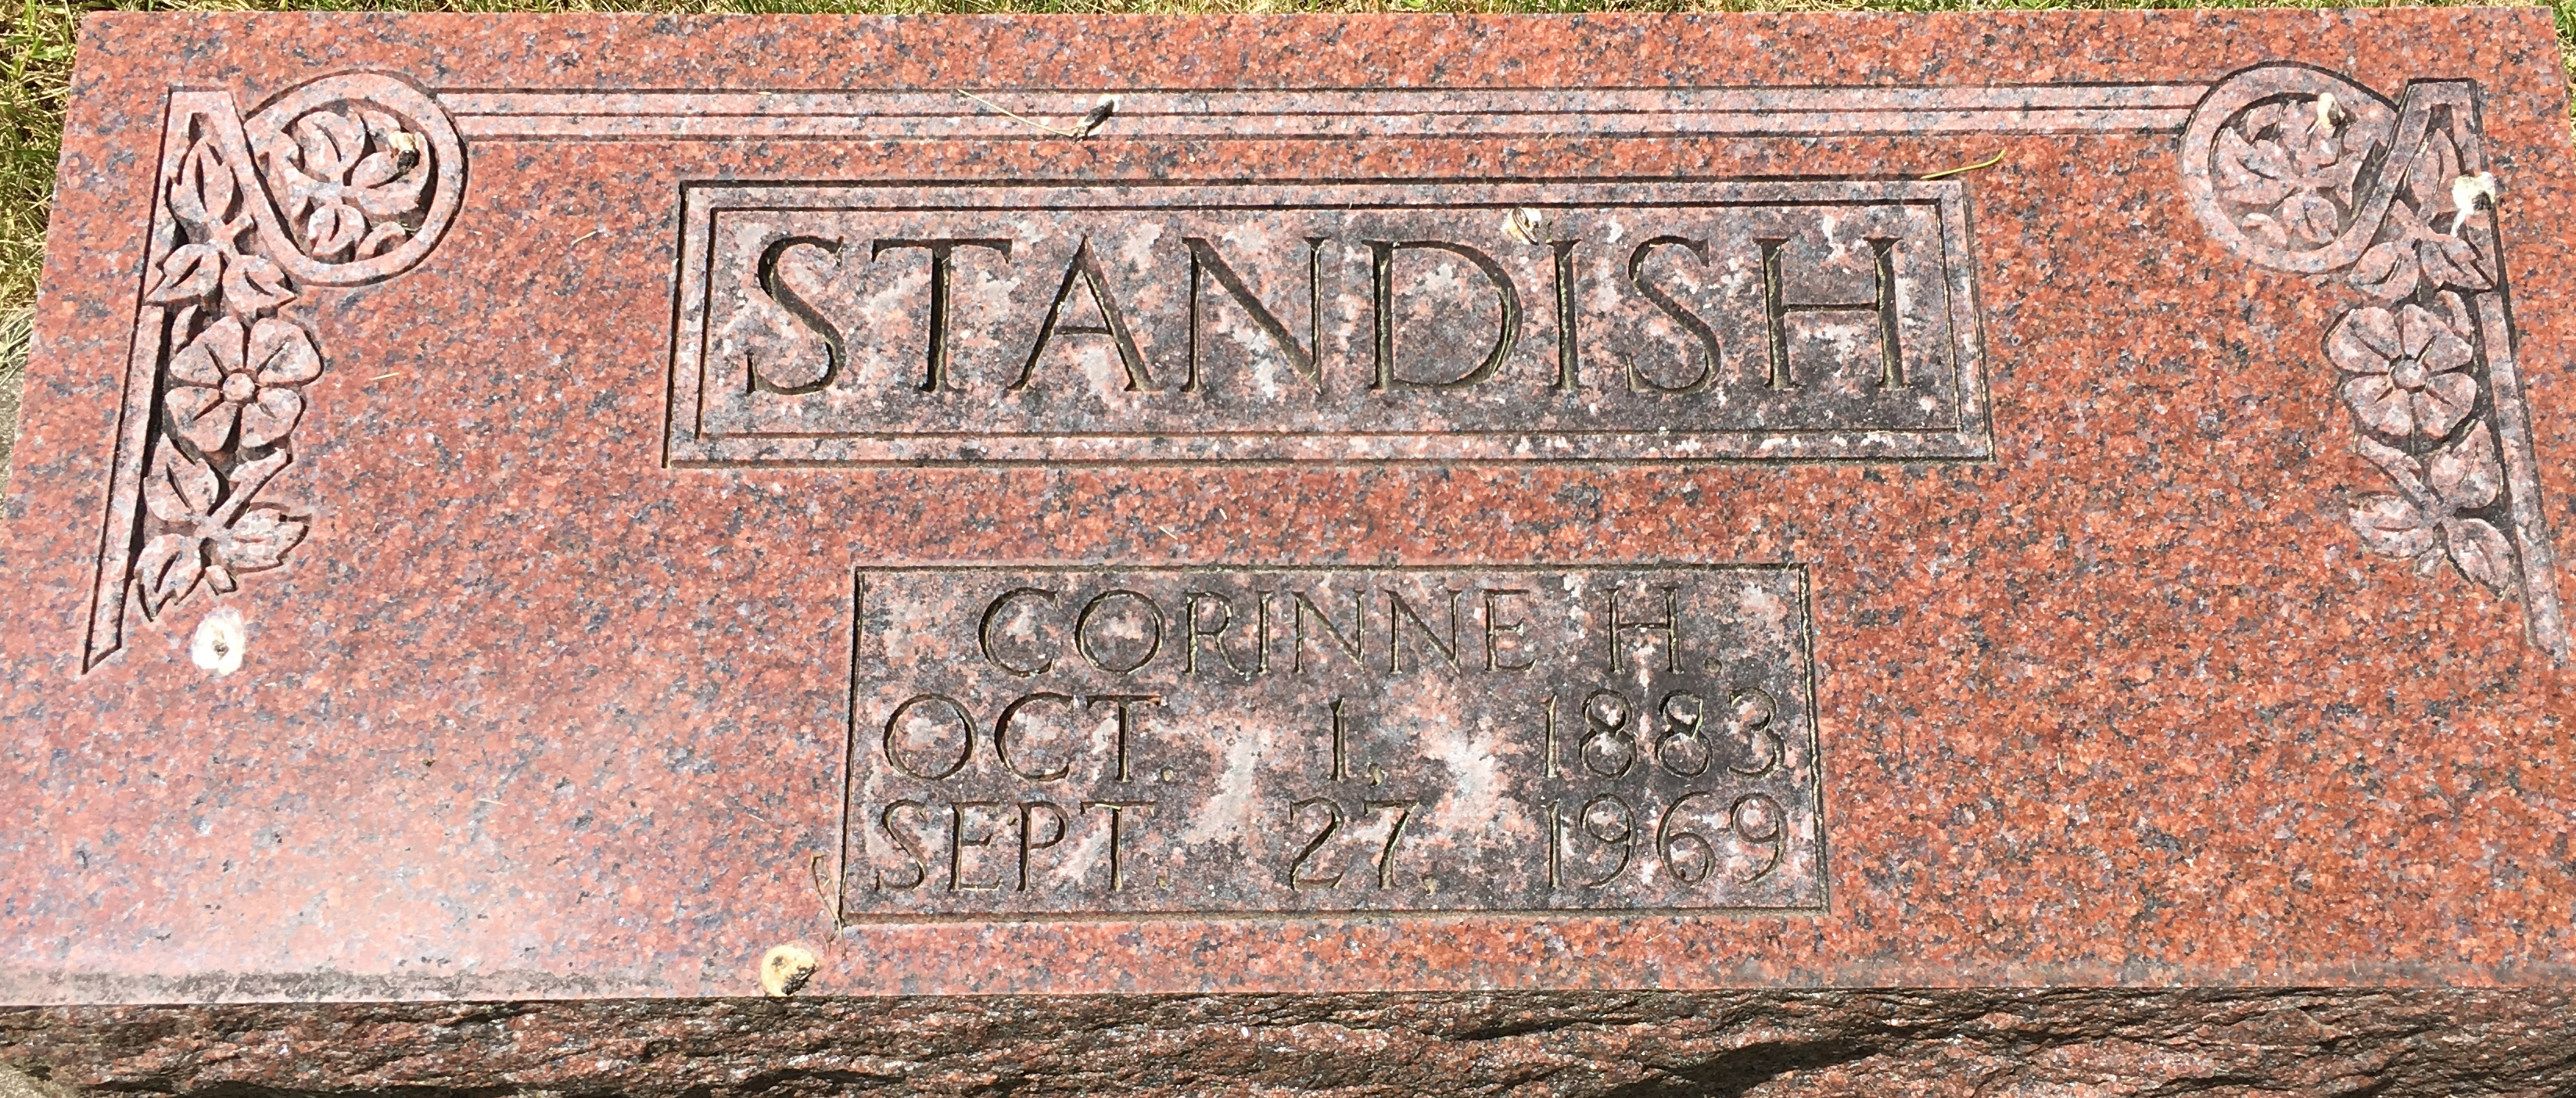 STANDISH
CORINNE H.
OCT. 1, 1883
SEPT. 27, 1969